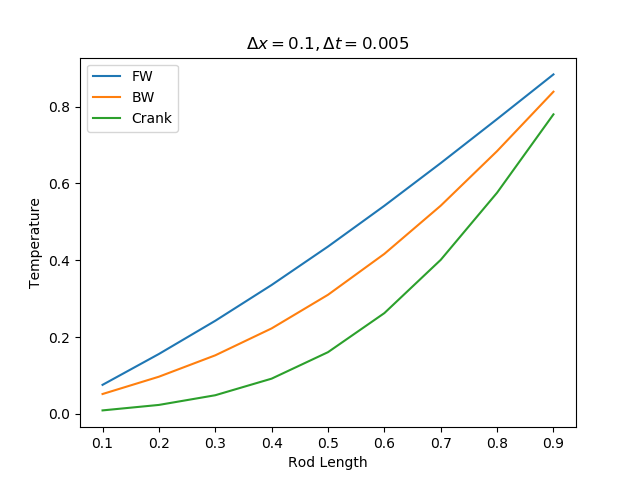 Δx = 0.1, Δt = 0.005
FW
BW
Crank
Temperature
0.8
0.6
0.4
0.2
0.0
0.1 0.2 0.3 0.4 0.5 0.6 0.7 0.8 0.9
Rod Length